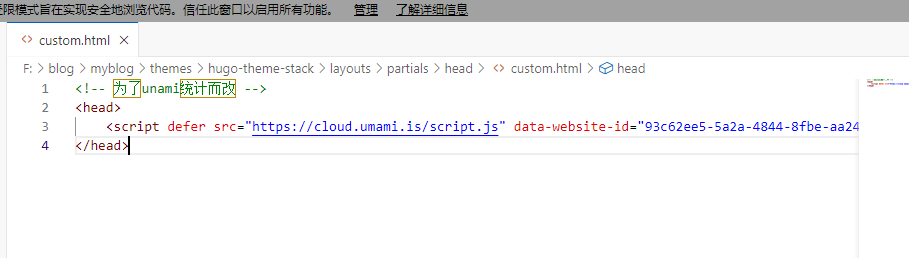 受限模式旨在实现安全地浏览代码。信任此窗口以启用所有功能。 管理 了解详细信息
custom.html
F: > blog > myblog > themes > hugo-theme-stack > layouts > partials > head > custom.html > head
1 <!-- 为了unami统计而改 -->
2 <head>
3 <script defer src="https://cloud.umami.is/script.js" data-website-id="93c62ee5-5a2a-4844-8fbe-aa24
4 </head>